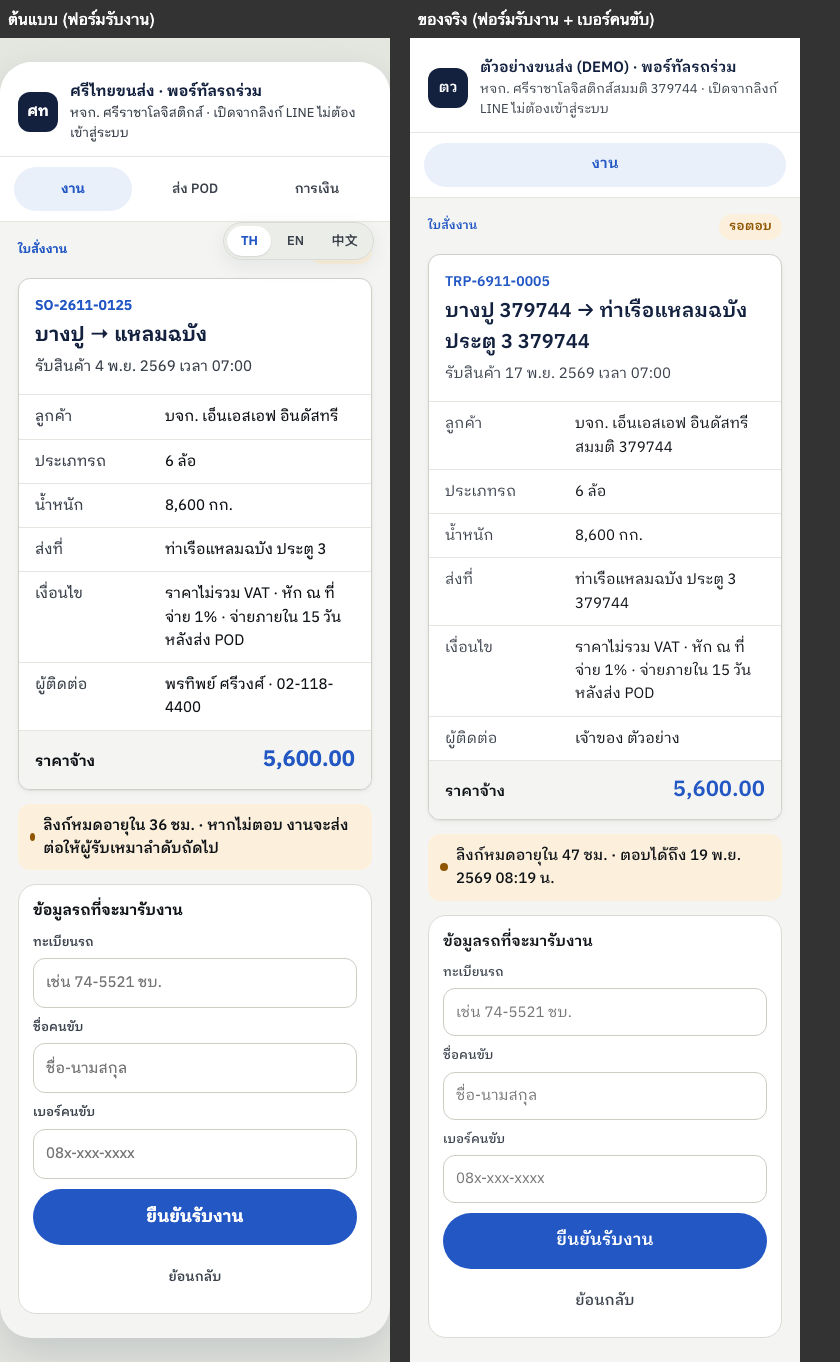 ต้นแบบ (ฟอร์มรับงาน)
ศท
ศรีไทยขนส่ง · พอร์ทัลรถร่วม
หจก. ศรีราชาโลจิสติกส์ · เปิดจากลิงก์ LINE ไม่ต้อง
เข้าสู่ระบบ
งาน
ส่ง POD
การเงิน
ใบสั่งงาน
TH
EN
中文
SO-2611-0125
บางปู → แหลมฉบัง
รับสินค้า 4 พ.ย. 2569 เวลา 07:00
ลูกค้า
บจก. เอ็นเอสเอฟ อินดัสทรี
ประเภทรถ
6 ล้อ
น้ำหนัก
8,600 กก.
ส่งที่
ท่าเรือแหลมฉบัง ประตู 3
เงื่อนไข
ราคาไม่รวม VAT · หัก ณ ที่
จ่าย 1% · จ่ายภายใน 15 วัน
หลังส่ง POD
ผู้ติดต่อ
พรทิพย์ ศรีวงศ์ · 02-118-
4400
ราคาจ้าง
5,600.00
ลิงก์หมดอายุใน 36 ชม. · หากไม่ตอบ งานจะส่ง
ต่อให้ผู้รับเหมาลำดับถัดไป
ข้อมูลรถที่จะมารับงาน
ทะเบียนรถ
เช่น 74-5521 ชบ.
ชื่อคนขับ
ชื่อ-นามสกุล
เบอร์คนขับ
08x-xxx-xxxx
ยืนยันรับงาน
ย้อนกลับ
ของจริง (ฟอร์มรับงาน + เบอร์คนขับ)
ตว
ตัวอย่างขนส่ง (DEMO) · พอร์ทัลรถร่วม
หจก. ศรีราชาโลจิสติกส์สมมติ 379744 · เปิดจากลิงก์
LINE ไม่ต้องเข้าสู่ระบบ
งาน
ใบสั่งงาน
รอตอบ
TRP-6911-0005
บางปู 379744 → ท่าเรือแหลมฉบัง
ประตู 3 379744
รับสินค้า 17 พ.ย. 2569 เวลา 07:00
ลูกค้า
บจก. เอ็นเอสเอฟ อินดัสทรี
สมมติ 379744
ประเภทรถ
6 ล้อ
น้ำหนัก
8,600 กก.
ส่งที่
ท่าเรือแหลมฉบัง ประตู 3
379744
เงื่อนไข
ราคาไม่รวม VAT · หัก ณ ที่
จ่าย 1% · จ่ายภายใน 15 วัน
หลังส่ง POD
ผู้ติดต่อ
เจ้าของ ตัวอย่าง
ราคาจ้าง
5,600.00
ลิงก์หมดอายุใน 47 ชม. · ตอบได้ถึง 19 พ.ย.
2569 08:19 น.
ข้อมูลรถที่จะมารับงาน
ทะเบียนรถ
เช่น 74-5521 ชบ.
ชื่อคนขับ
ชื่อ-นามสกุล
เบอร์คนขับ
08x-xxx-xxxx
ยืนยันรับงาน
ย้อนกลับ